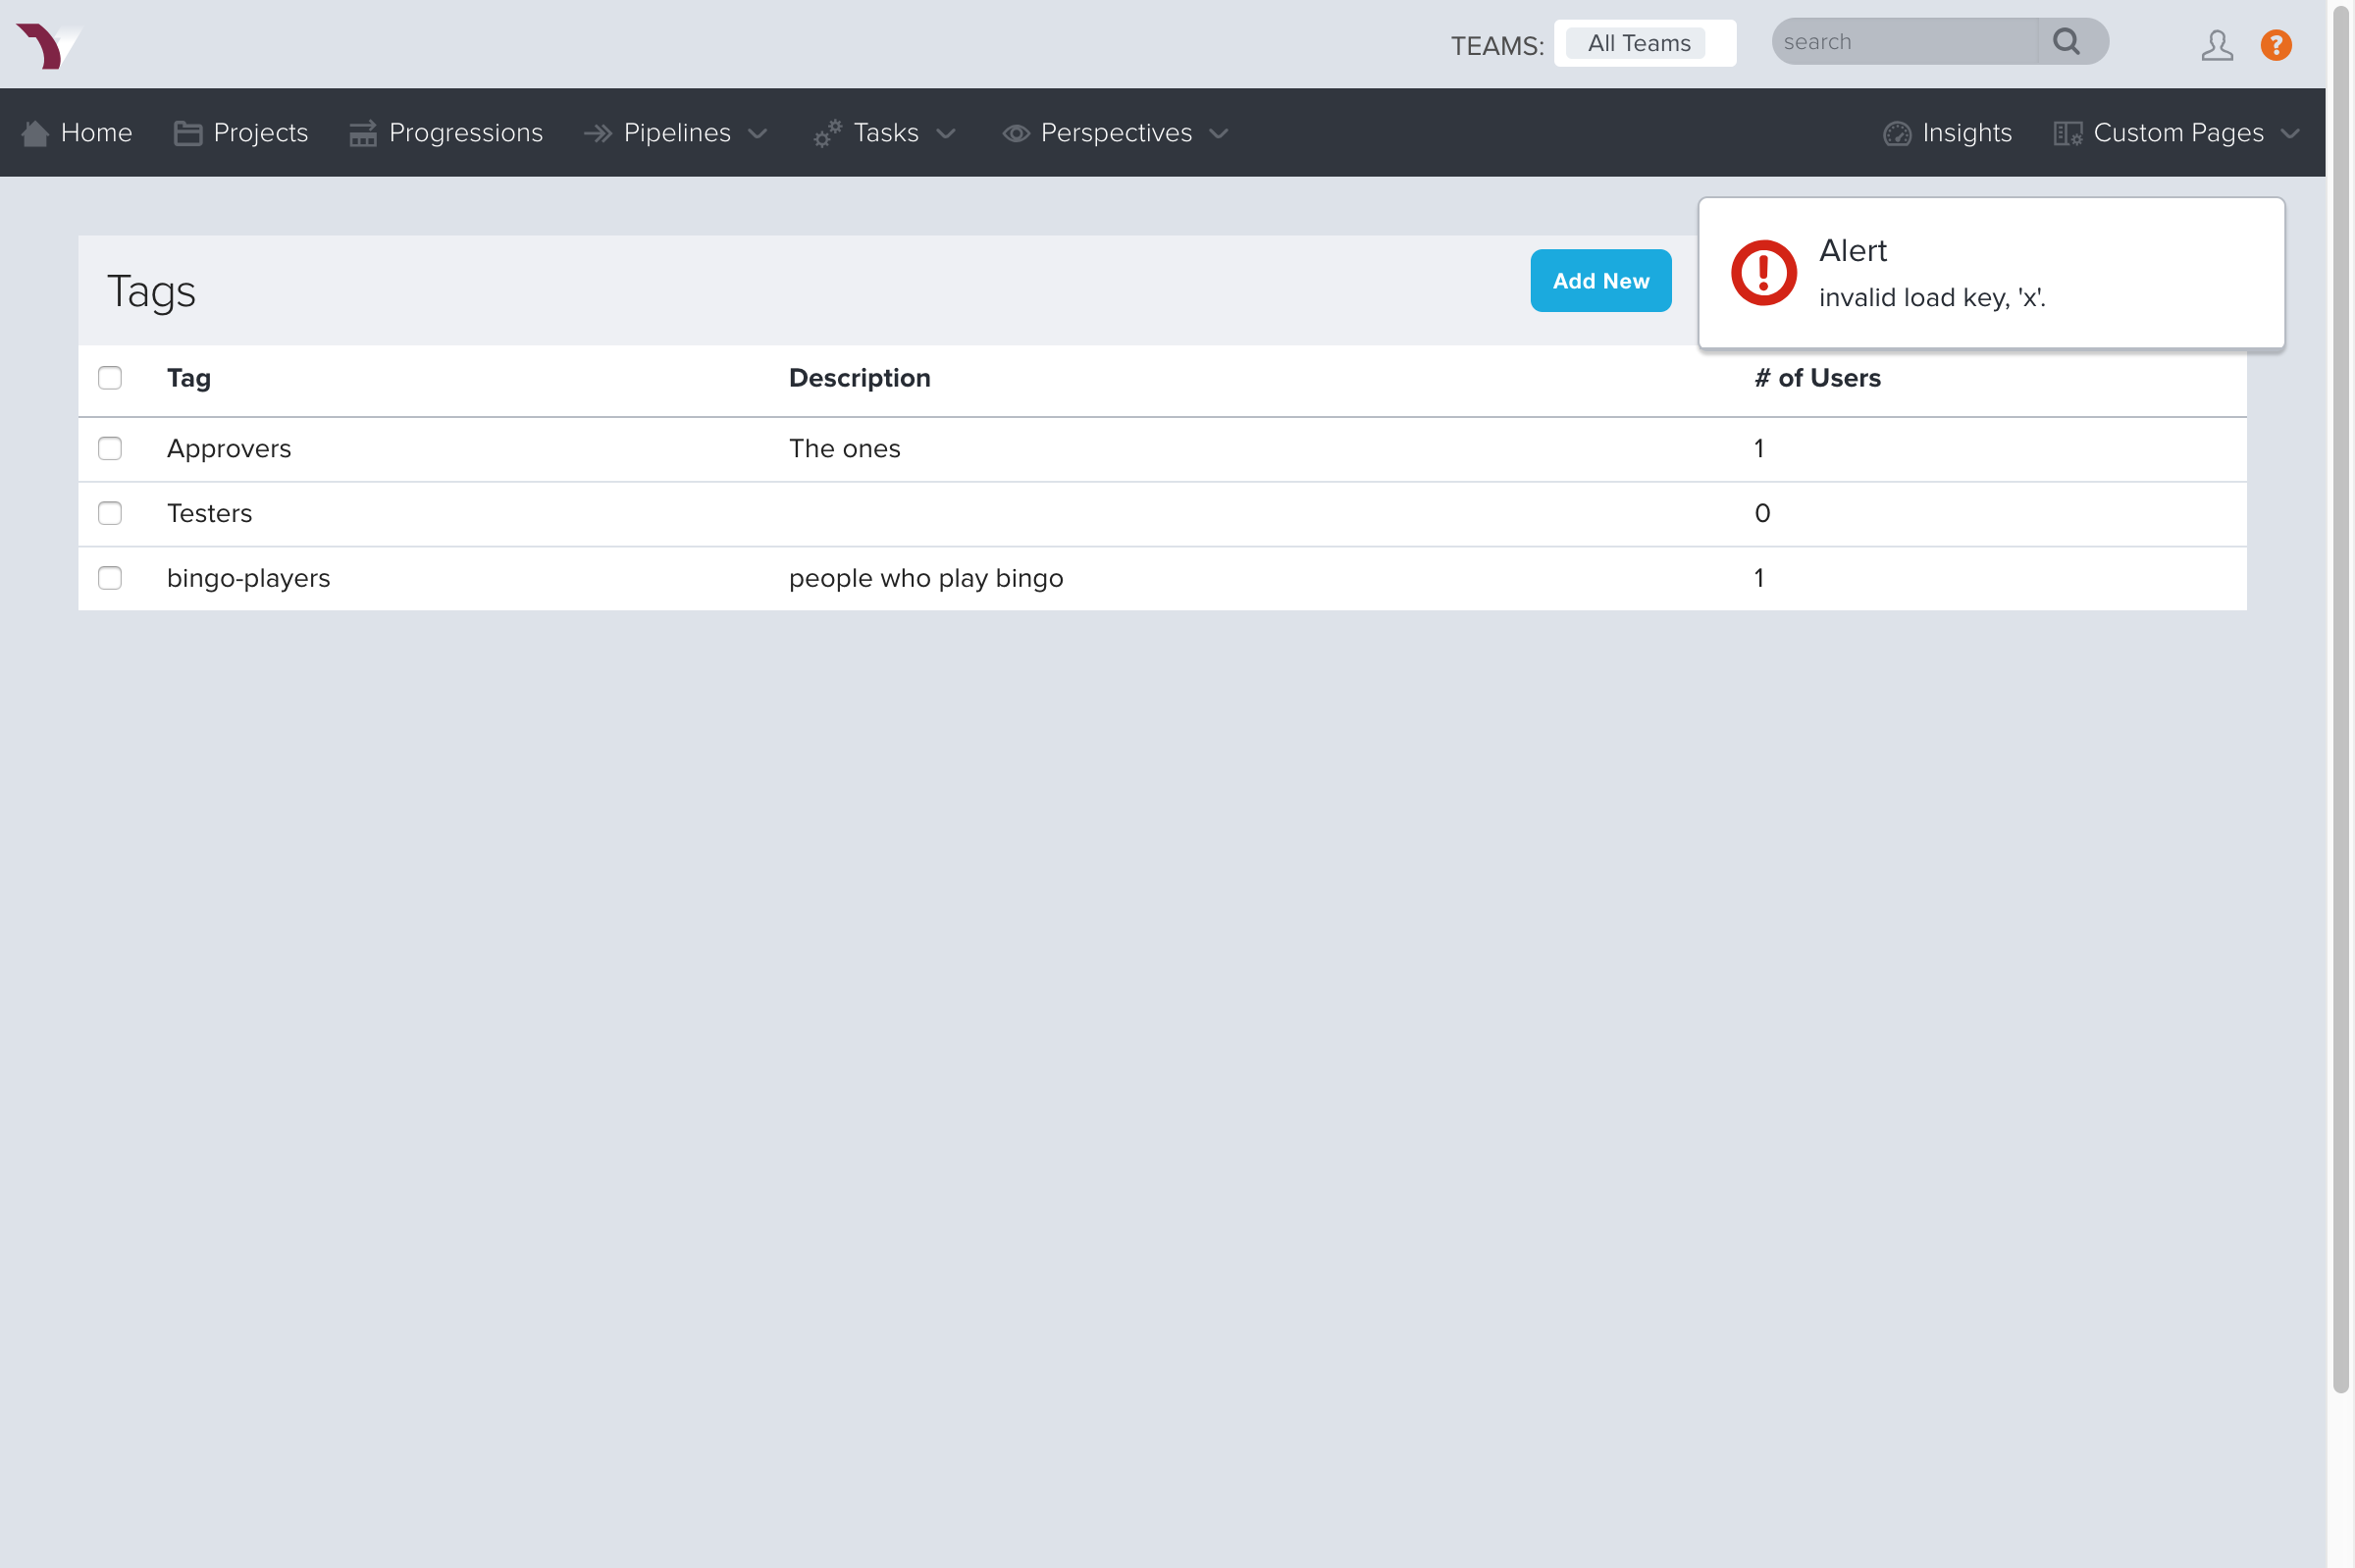 TEAMS: All Teams search
Home Projects Progressions Pipelines Tasks Perspectives Insights Custom Pages
Tags Add New
Alert
invalid load key, 'x'.
Tag Description # of Users
Approvers The ones 1
Testers 0
bingo-players people who play bingo 1